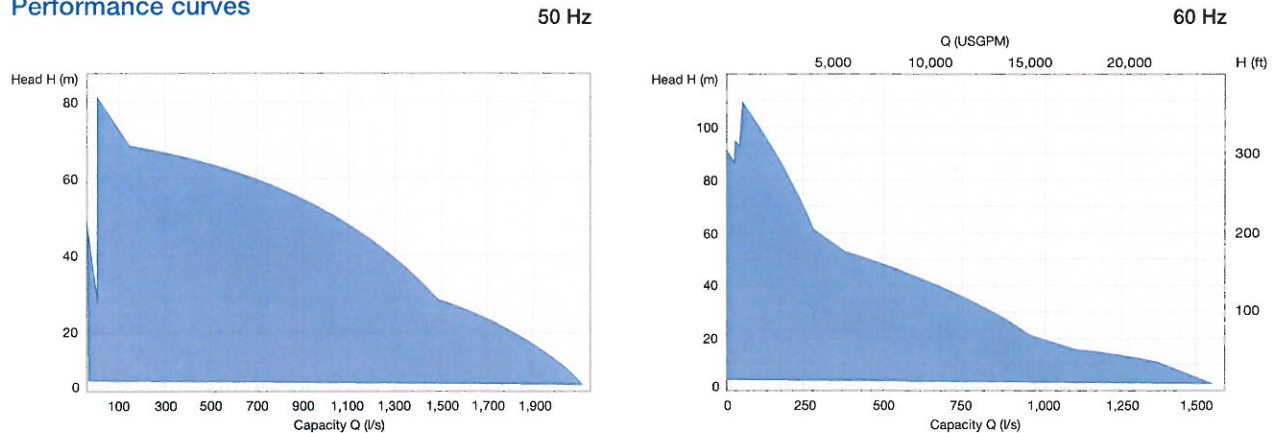 Performance curves
50 Hz
Head H (m)
80
60
40
20
0
100 300 500 700 900 1,100 1,300 1,500 1,700 1,900
Capacity Q (l/s)
60 Hz
Q (USGPM)
5,000 10,000 15,000 20,000
Head H (m)
H (ft)
100
80
60
40
20
0
300
200
100
0 250 500 750 1,000 1,250 1,500
Capacity Q (l/s)